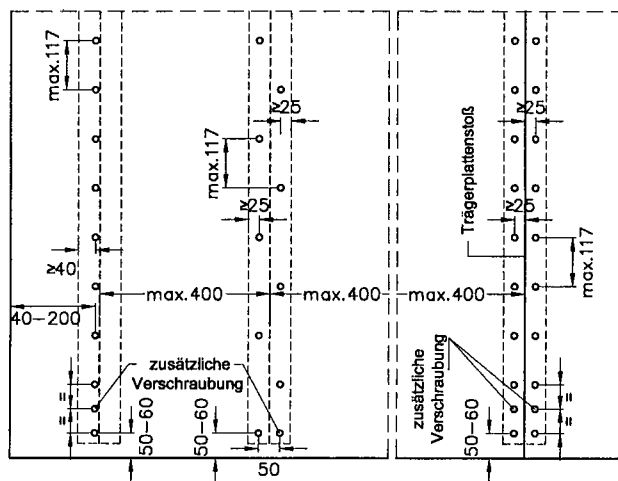 max.117
≥25
max.117
≥25
≥40
40-200
max.400
max.400
max.400
zusätzliche
Verschraubung
=
=
50-60
50-60
50
Trägerplattenstoß
≥25
≥25
max.117
zusätzliche
Verschraubung
50-60
=
=